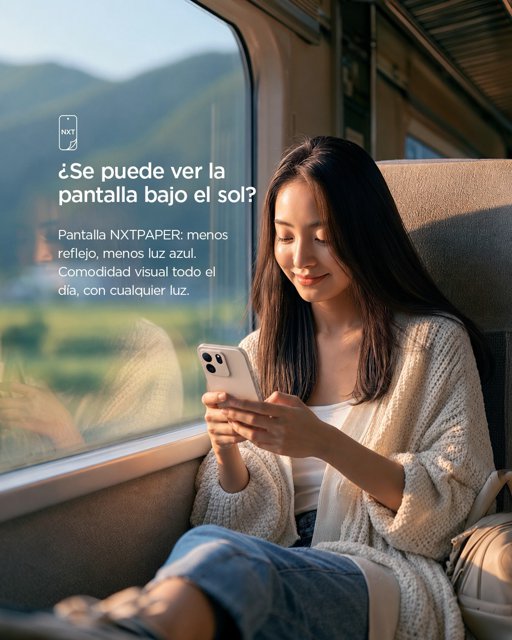 NXT
¿Se puede ver la
pantalla bajo el sol?
Pantalla NXTPAPER: menos
reflejo, menos luz azul.
Comodidad visual todo el
día, con cualquier luz.